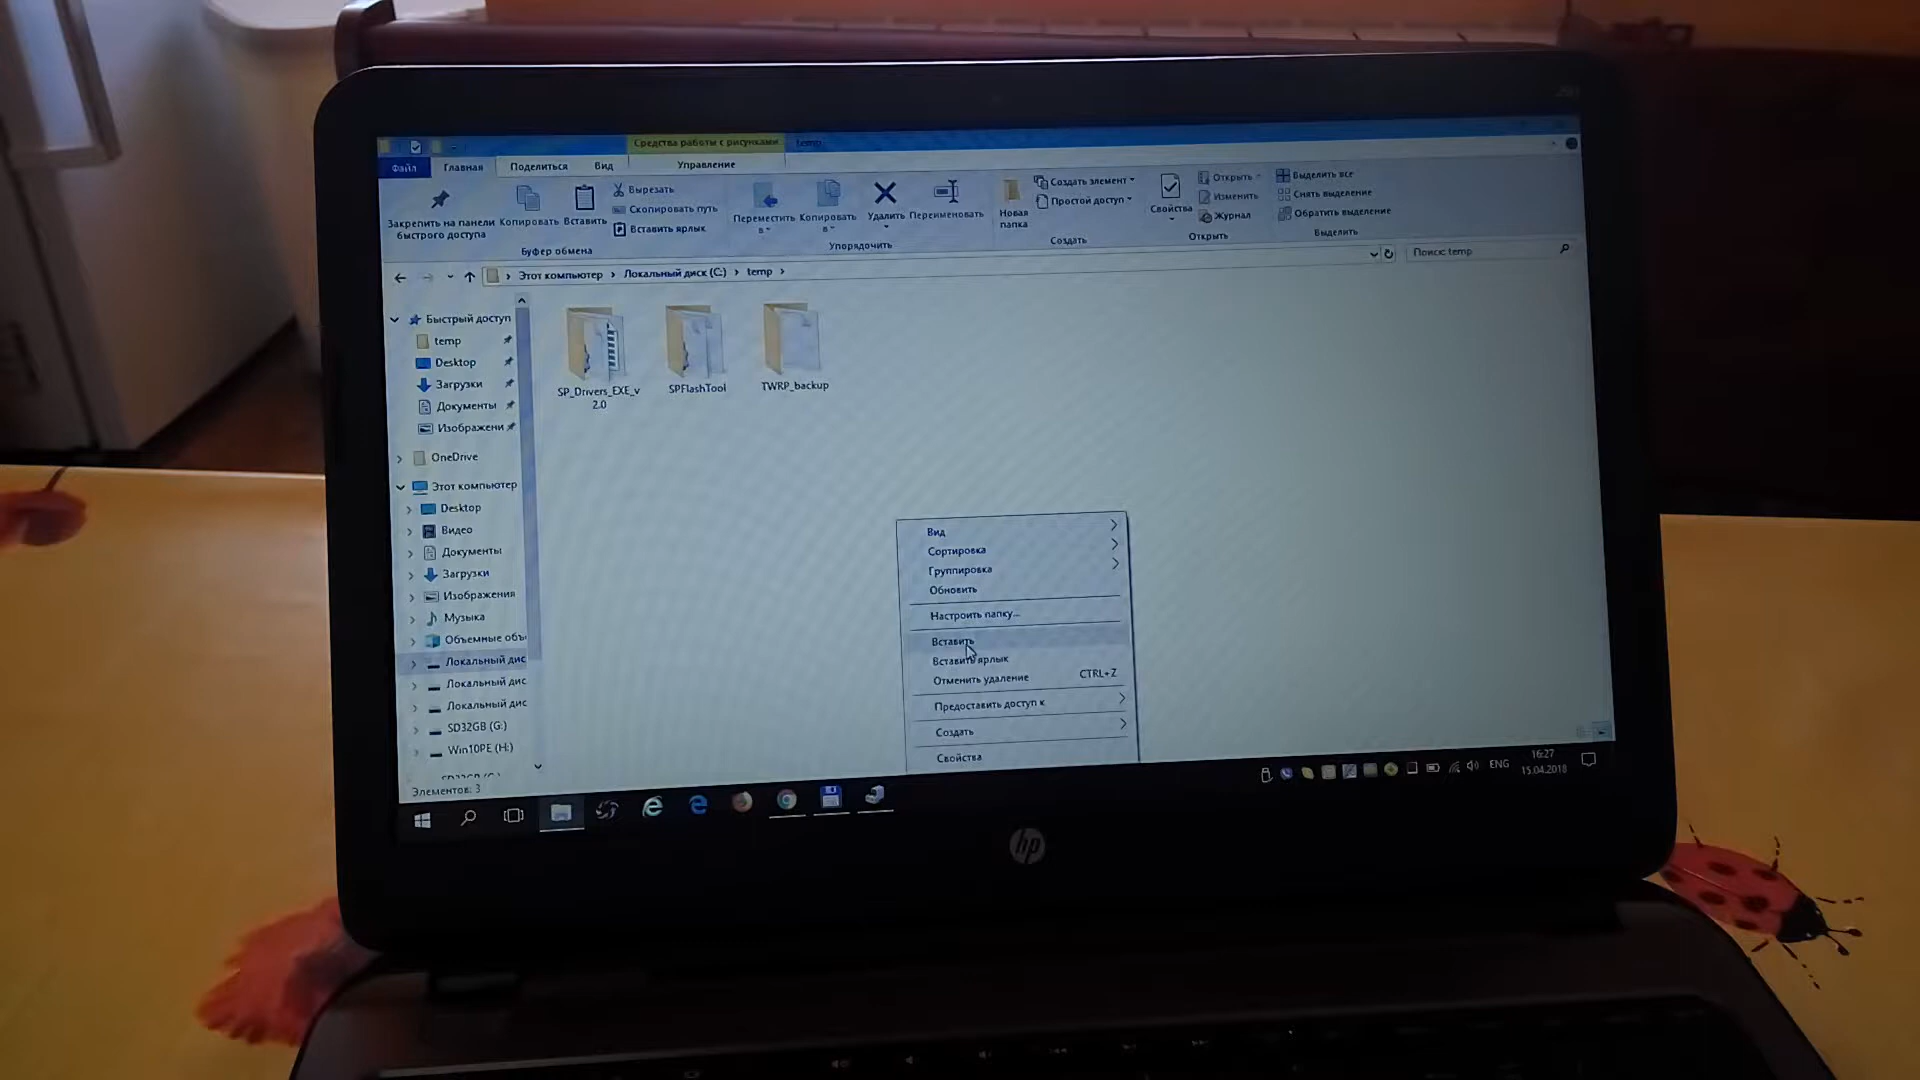 Средства работы с рисунками
temp
Файл
Главная
Поделиться
Вид
Управление
Закрепить на панели
быстрого доступа
Копировать
Вставить
Вырезать
Скопировать путь
Вставить ярлык
Буфер обмена
Переместить
в
Копировать
в
Удалить
Переименовать
Упорядочить
Новая
папка
Создать элемент
Простой доступ
Создать
Свойства
Открыть
Изменить
Журнал
Открыть
Выделить все
Снять выделение
Обратить выделение
Выделить
Этот компьютер
Локальный диск (C:)
temp
Поиск: temp
Быстрый доступ
temp
Desktop
Загрузки
Документы
Изображени
OneDrive
Этот компьютер
Desktop
Видео
Документы
Загрузки
Изображения
Музыка
Объемные объ
Локальный дис
Локальный дис
Локальный дис
SD32GB (G:)
Win10PE (H:)
Элементов: 3
SP_Drivers_EXE_v
2.0
SPFlashTool
TWRP_backup
Вид
Сортировка
Группировка
Обновить
Настроить папку...
Вставить
Вставить ярлык
Отменить удаление CTRL+Z
Предоставить доступ к
Создать
Свойства
ENG
16:27
15.04.2018
hp